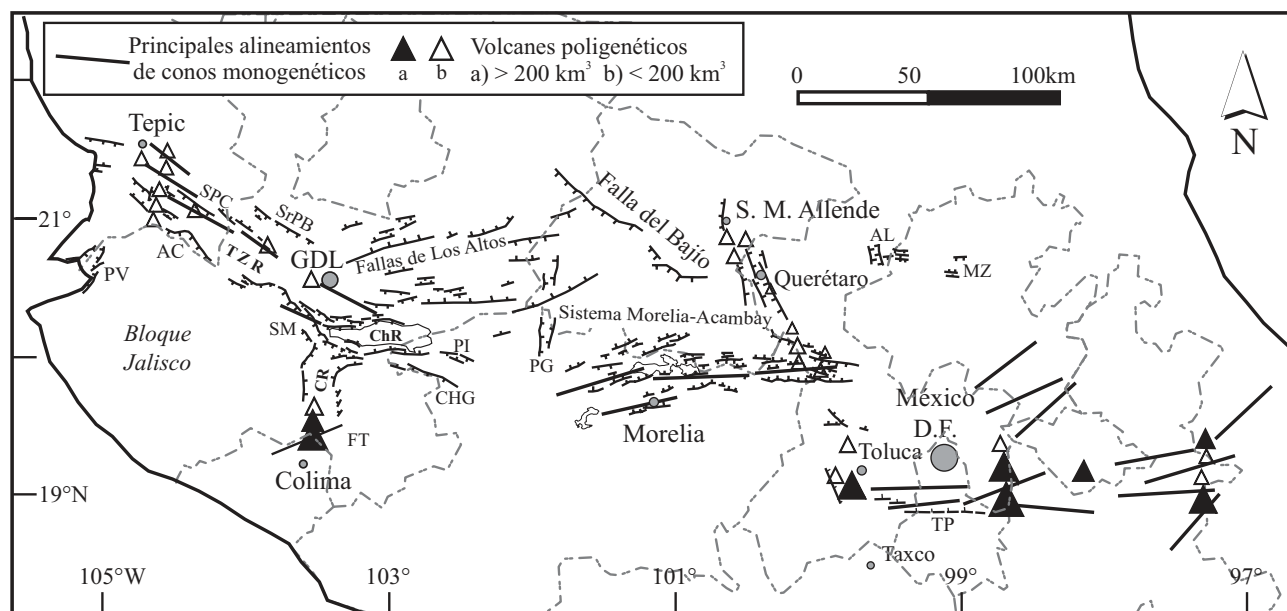 Principales alineamientos
de conos monogenéticos
a b
Volcanes poligenéticos
a) > 200 km³ b) < 200 km³
0 50 100km
N
Tepic
SPC
SrPB
21°
AC
TZR
GDL
Fallas de Los Altos
Falla del Bajío
S. M. Allende
Querétaro
AL
MZ
PV
Bloque
Jalisco
SM
ChR
PI
CHG
CR
PG
Sistema Morelia-Acambay
FT
Colima
Morelia
México
D.F.
Toluca
TP
Taxco
19°N
105°W 103° 101° 99° 97°